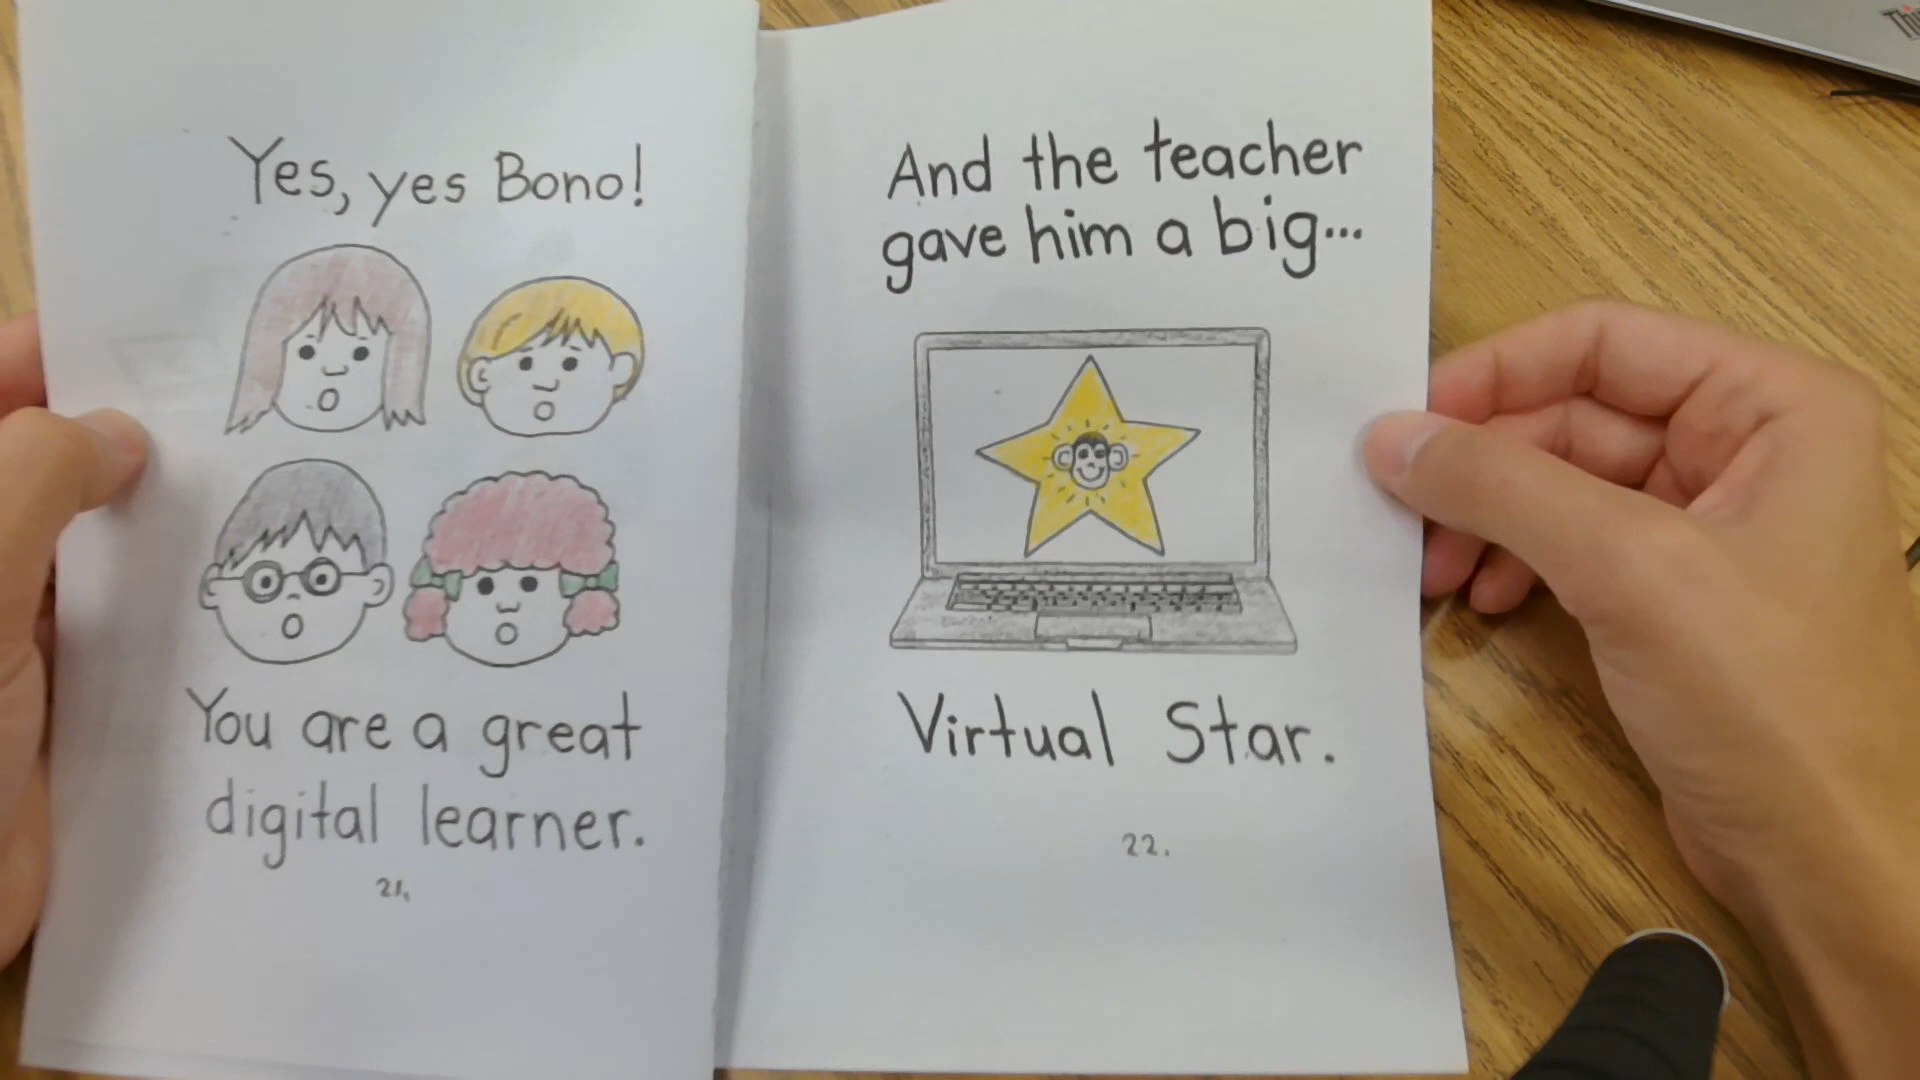 Yes, yes Bono!
You are a great
digital learner.
21.
And the teacher
gave him a big...
Virtual Star.
22.